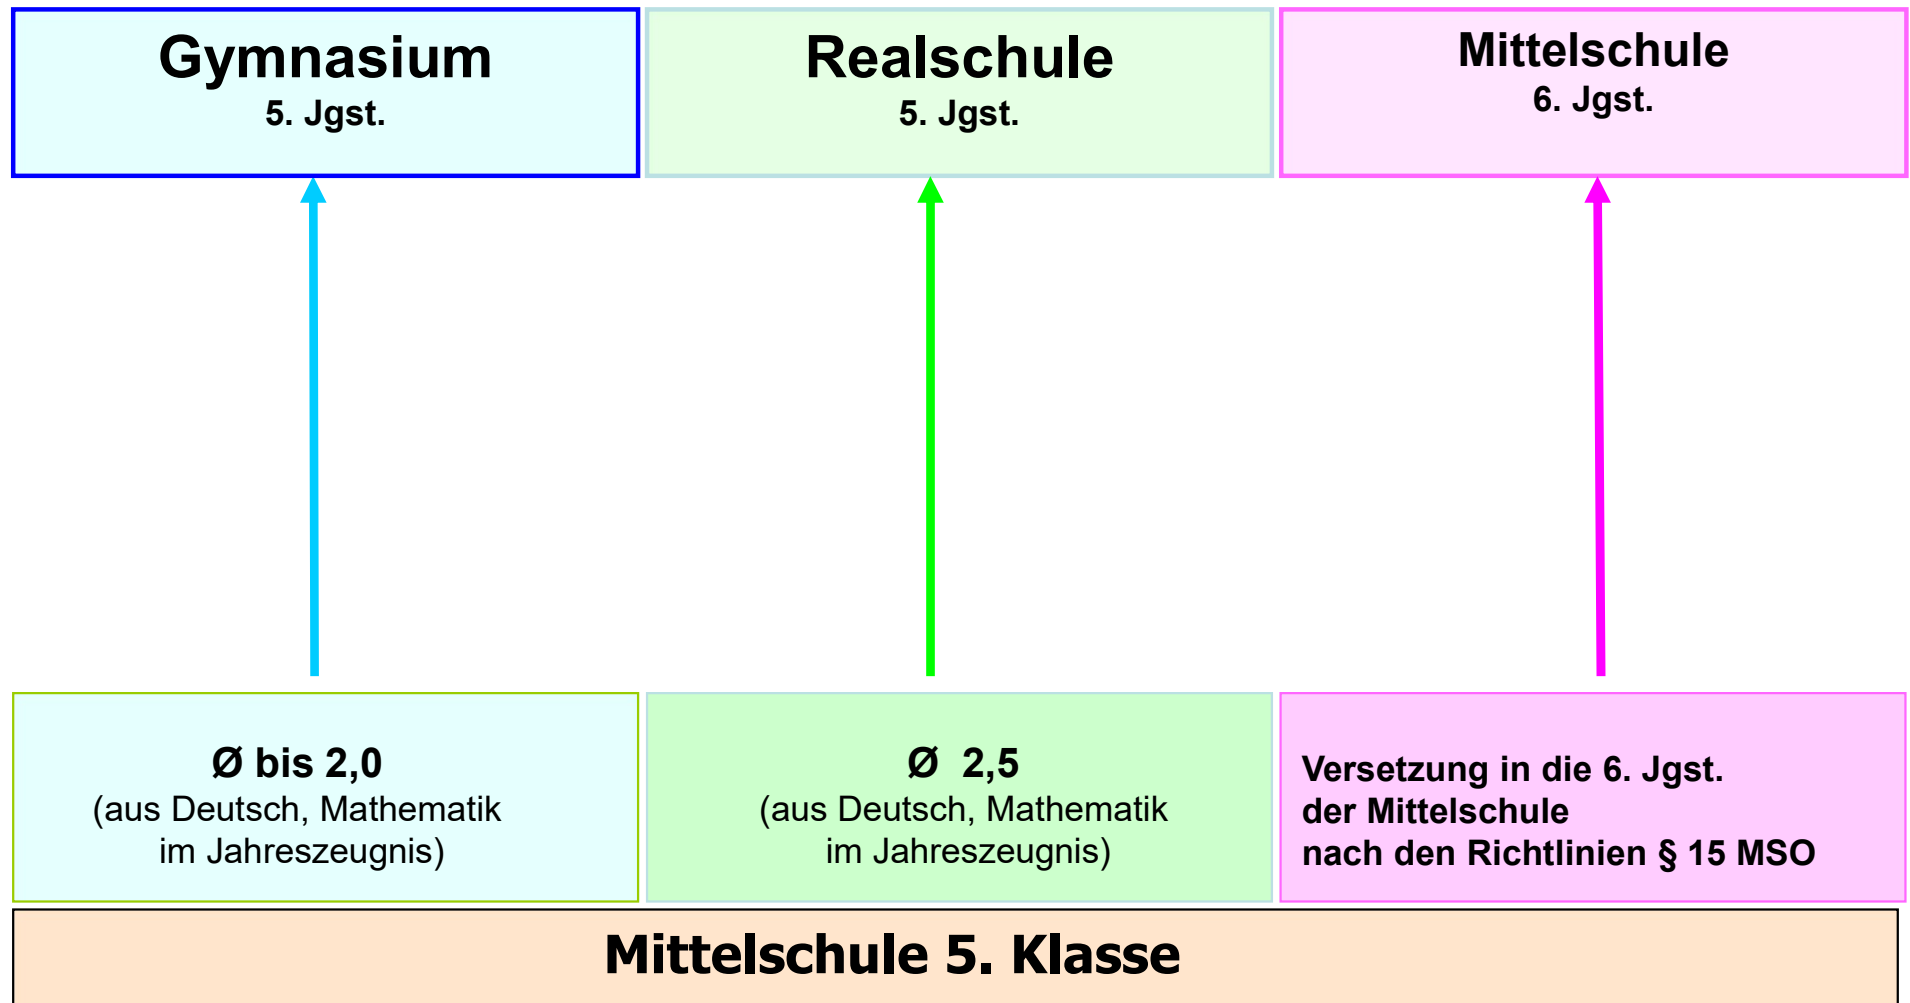 Gymnasium
5. Jgst.
Realschule
5. Jgst.
Mittelschule
6. Jgst.
Ø bis 2,0
(aus Deutsch, Mathematik
im Jahreszeugnis)
Ø 2,5
(aus Deutsch, Mathematik
im Jahreszeugnis)
Versetzung in die 6. Jgst.
der Mittelschule
nach den Richtlinien § 15 MSO
Mittelschule 5. Klasse